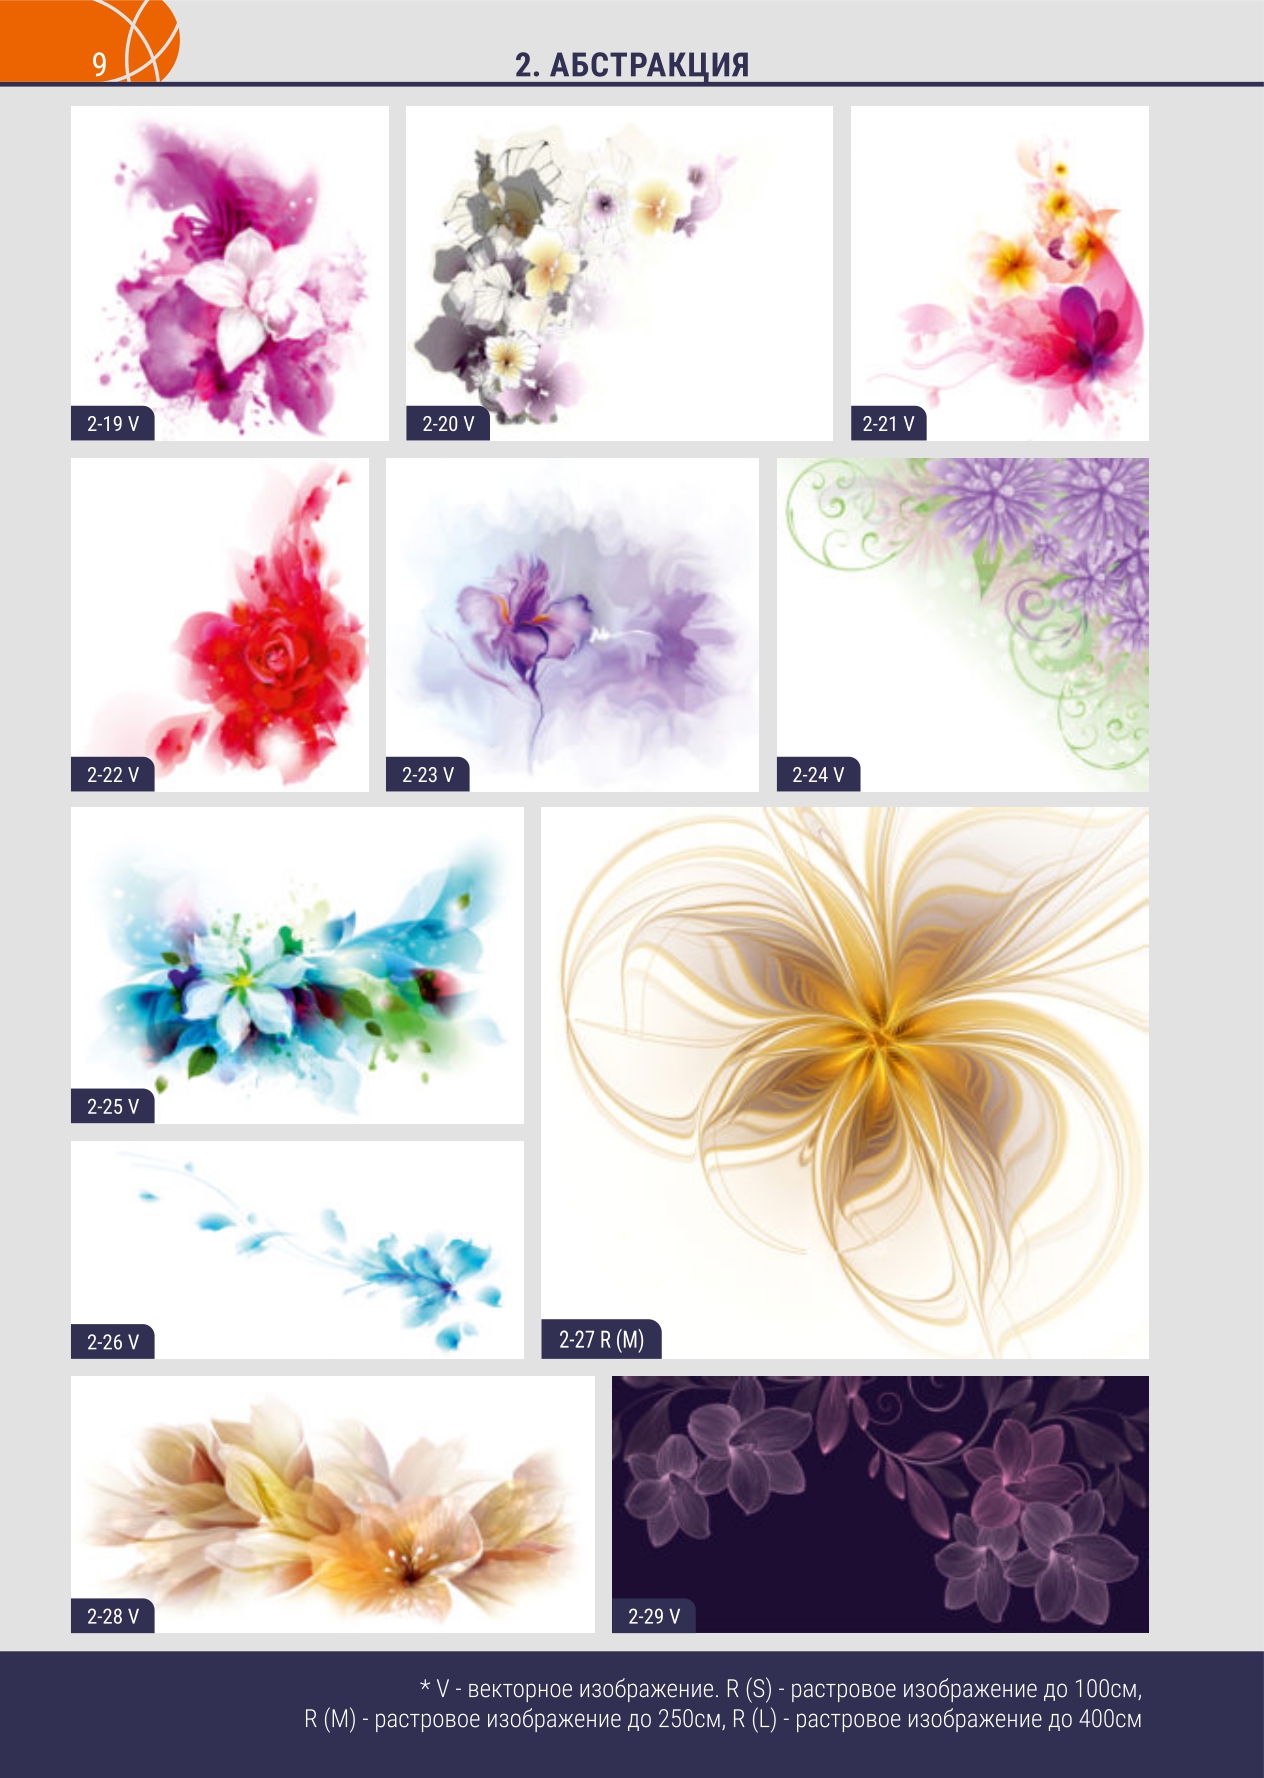 9
2. АБСТРАКЦИЯ
2-19 V
2-20 V
2-21 V
2-22 V
2-23 V
2-24 V
2-25 V
2-26 V
2-27 R (M)
2-28 V
2-29 V
* V - векторное изображение. R (S) - растровое изображение до 100см,
R (M) - растровое изображение до 250см, R (L) - растровое изображение до 400см